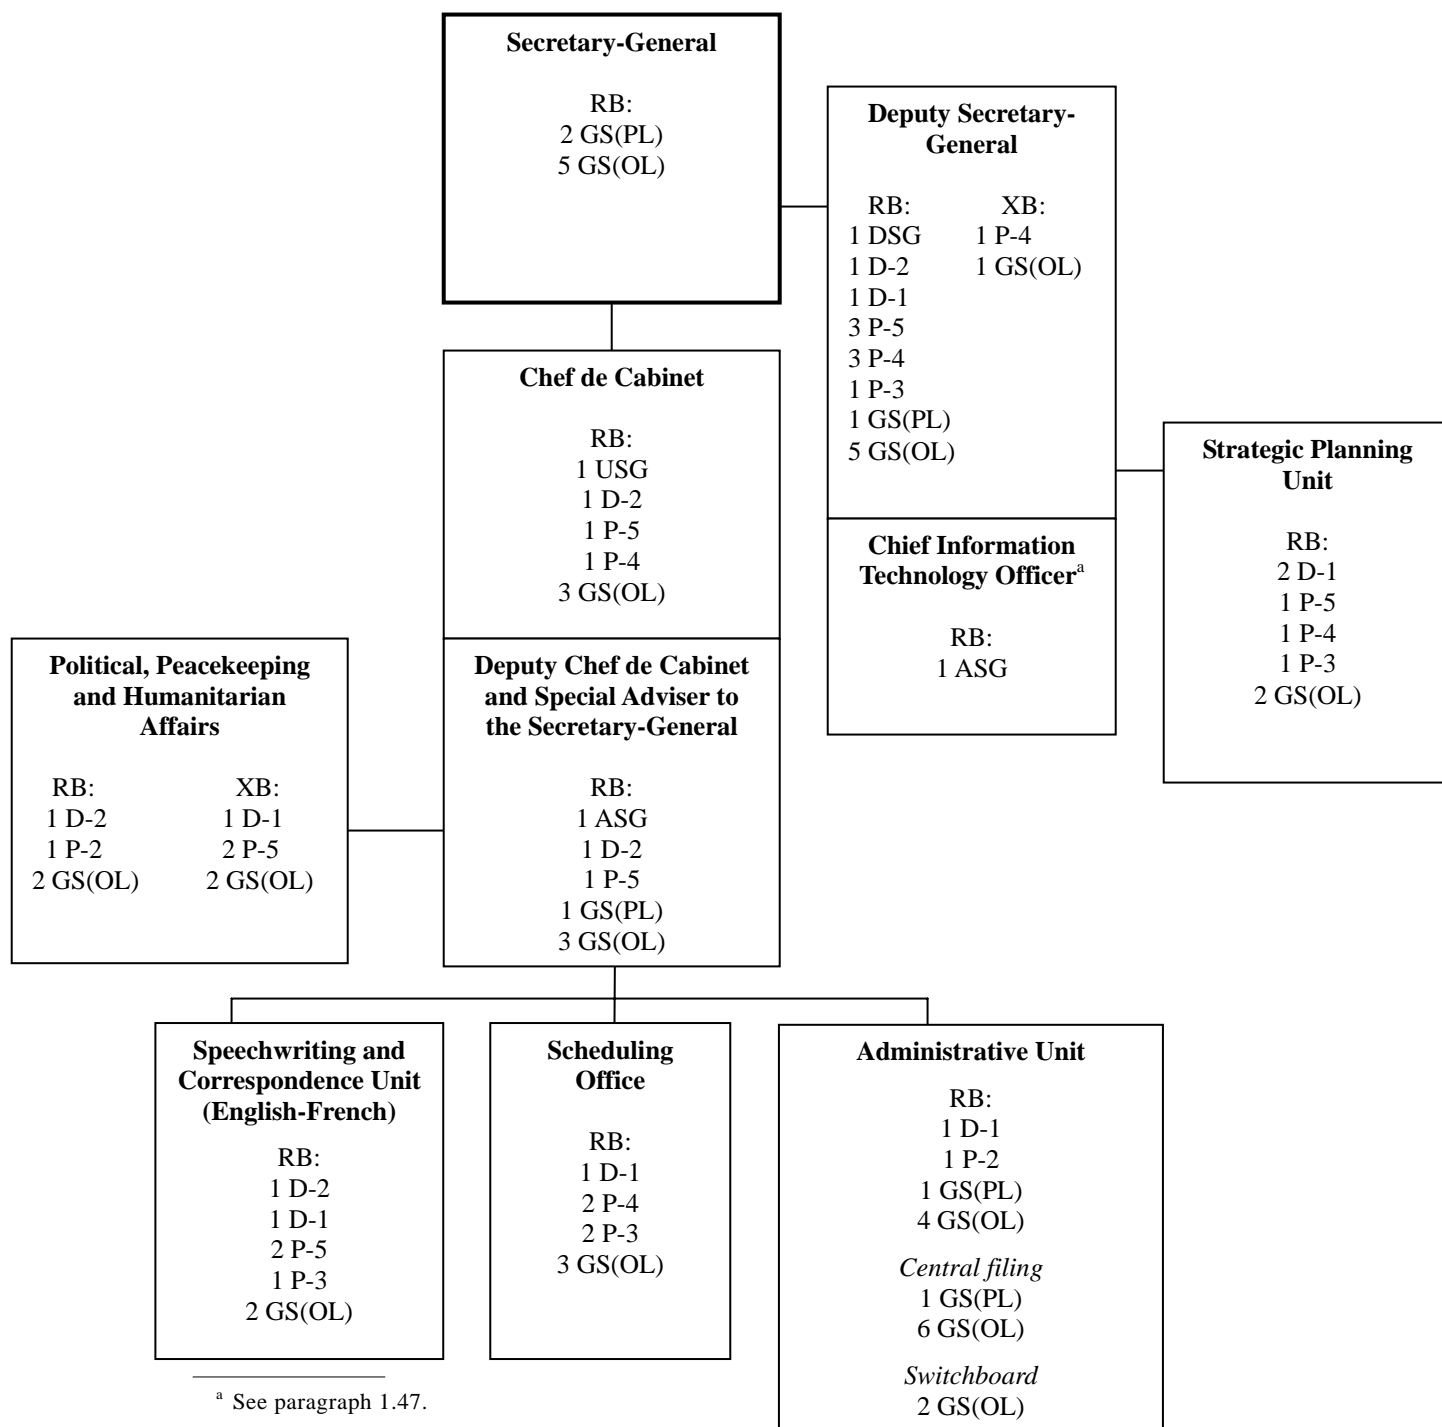 Secretary-General
RB:
2 GS(PL)
5 GS(OL)
Deputy Secretary-
General
RB: XB:
1 DSG 1 P-4
1 D-2 1 GS(OL)
1 D-1
3 P-5
3 P-4
1 P-3
1 GS(PL)
5 GS(OL)
Chef de Cabinet
RB:
1 USG
1 D-2
1 P-5
1 P-4
3 GS(OL)
Strategic Planning
Unit
RB:
2 D-1
1 P-5
1 P-4
1 P-3
2 GS(OL)
Chief Information
Technology Officer a
RB:
1 ASG
Political, Peacekeeping
and Humanitarian
Affairs
RB: XB:
1 D-2 1 D-1
1 P-2 2 P-5
2 GS(OL) 2 GS(OL)
Deputy Chef de Cabinet
and Special Adviser to
the Secretary-General
RB:
1 ASG
1 D-2
1 P-5
1 GS(PL)
3 GS(OL)
Speechwriting and
Correspondence Unit
(English-French)
RB:
1 D-2
1 D-1
2 P-5
1 P-3
2 GS(OL)
Scheduling
Office
RB:
1 D-1
2 P-4
2 P-3
3 GS(OL)
Administrative Unit
RB:
1 D-1
1 P-2
1 GS(PL)
4 GS(OL)
Central filing
1 GS(PL)
6 GS(OL)
Switchboard
2 GS(OL)
a See paragraph 1.47.